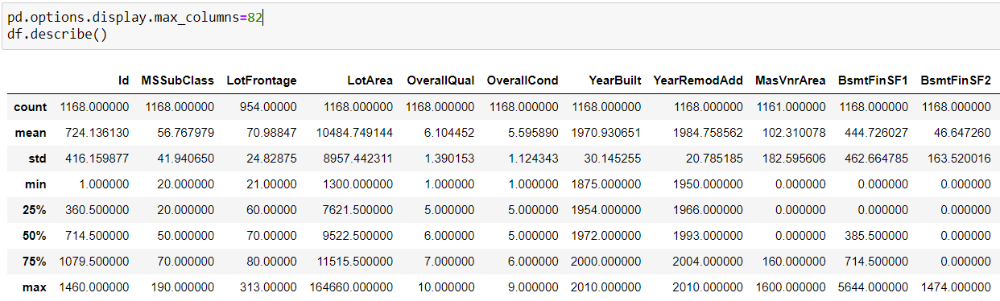 pd.options.display.max_columns=82
df.describe()
Id MSSubClass LotFrontage LotArea OverallQual OverallCond YearBuilt YearRemodAdd MasVnrArea BsmtFinSF1 BsmtFinSF2
count 1168.000000 1168.000000 954.00000 1168.000000 1168.000000 1168.000000 1168.000000 1168.000000 1161.000000 1168.000000 1168.000000
mean 724.136130 56.767979 70.98847 10484.749144 6.104452 5.595890 1970.930651 1984.758562 102.310078 444.726027 46.647260
std 416.159877 41.940650 24.82875 8957.442311 1.390153 1.124343 30.145255 20.785185 182.595606 462.664785 163.520016
min 1.000000 20.000000 21.00000 1300.000000 1.000000 1.000000 1875.000000 1950.000000 0.000000 0.000000 0.000000
25% 360.500000 20.000000 60.00000 7621.500000 5.000000 5.000000 1954.000000 1966.000000 0.000000 0.000000 0.000000
50% 714.500000 50.000000 70.00000 9522.500000 6.000000 5.000000 1972.000000 1993.000000 0.000000 385.500000 0.000000
75% 1079.500000 70.000000 80.00000 11515.500000 7.000000 6.000000 2000.000000 2004.000000 160.000000 714.500000 0.000000
max 1460.000000 190.000000 313.00000 164660.000000 10.000000 9.000000 2010.000000 2010.000000 1600.000000 5644.000000 1474.000000